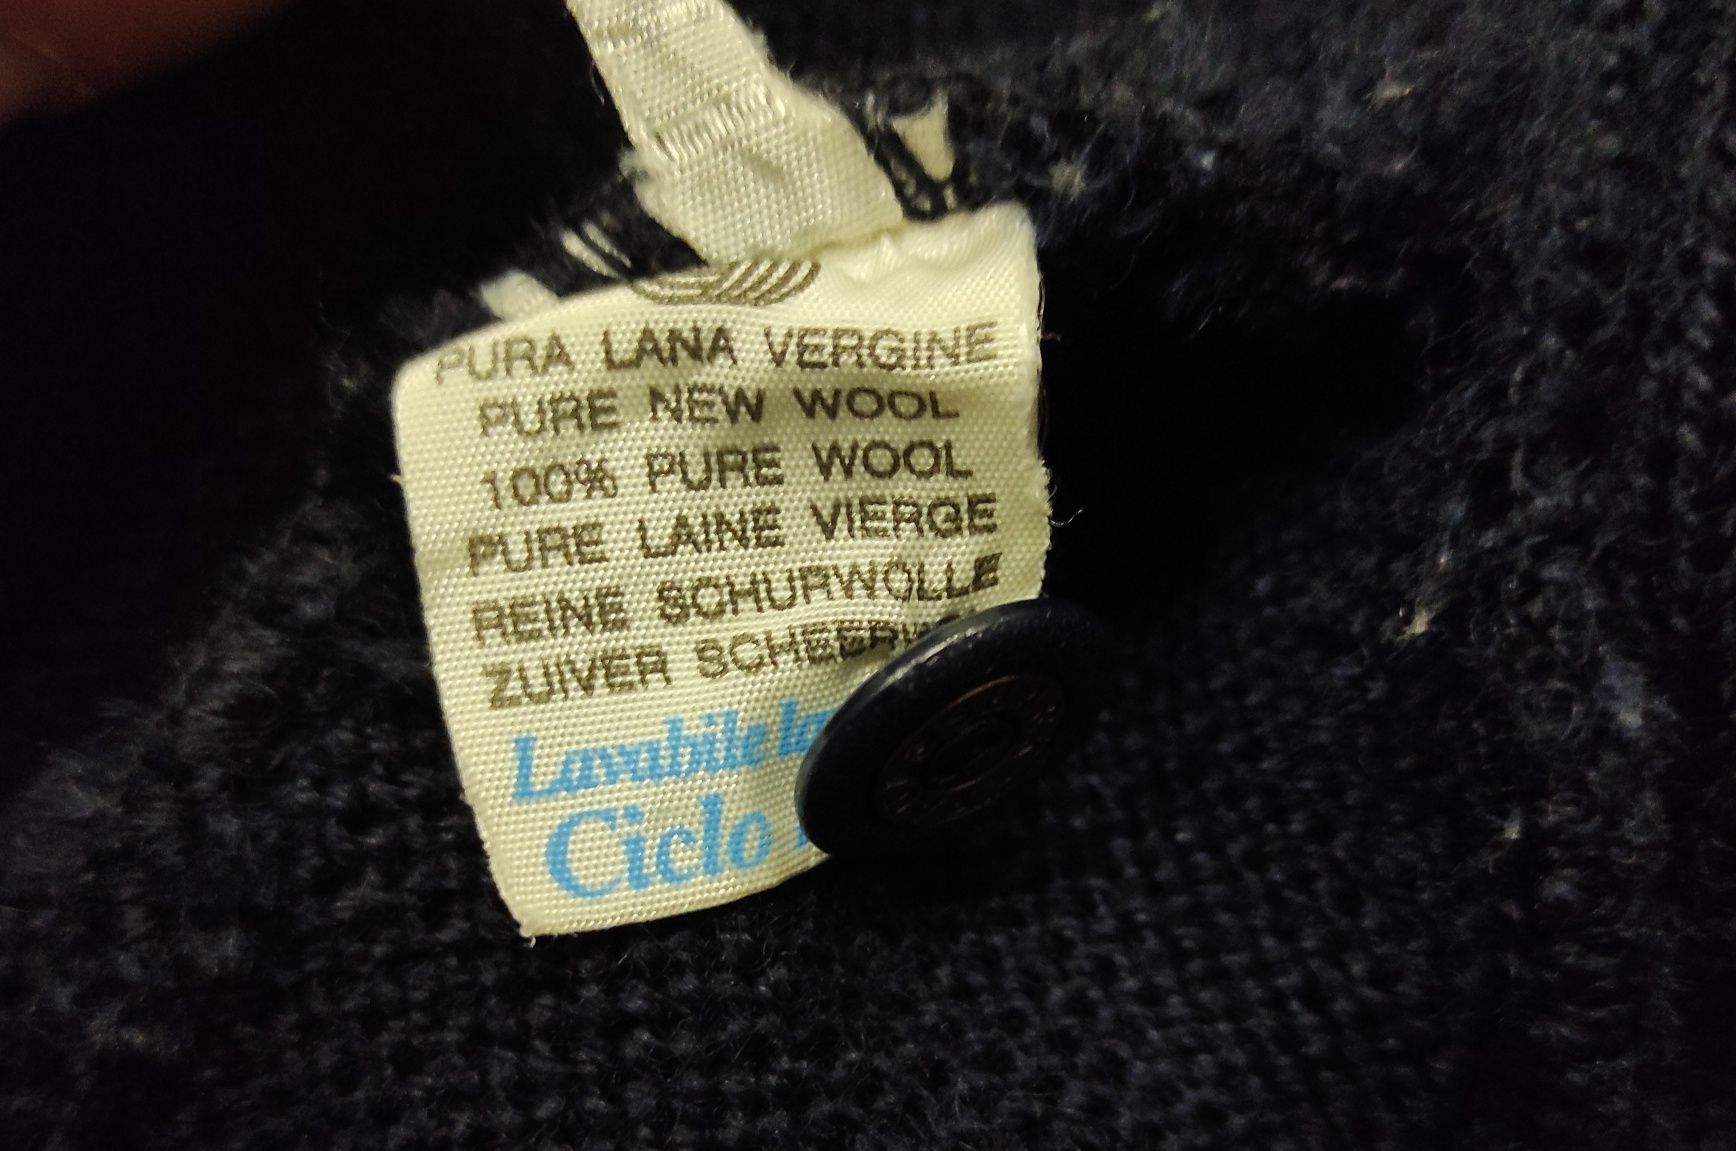 PURA LANA VERGINE
PURE NEW WOOL
100% PURE WOOL
PURE LAINE VIERGE
REINE SCHURWOLLE
ZUIVER
Lavabile
Ciclo